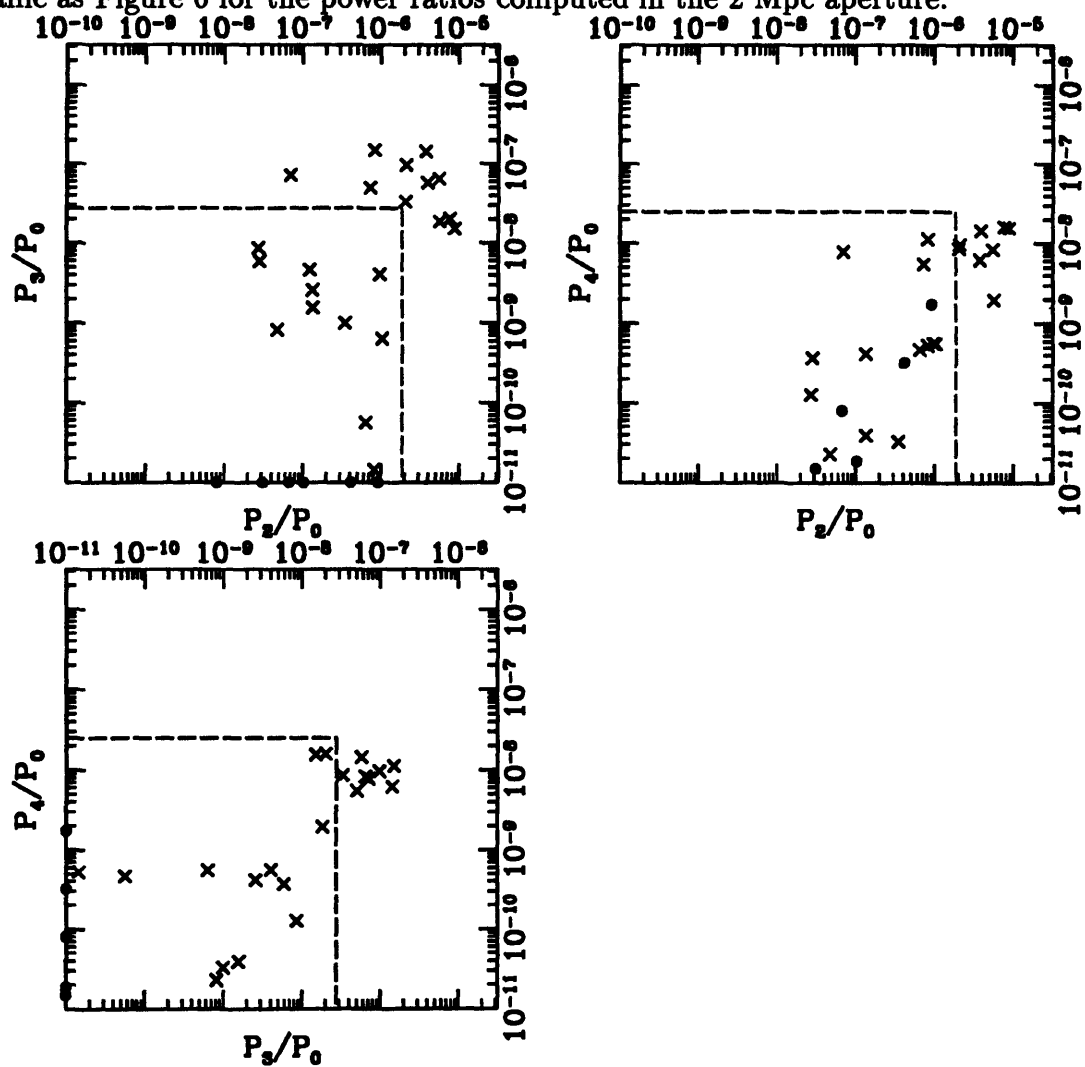 as Figure 6 for the power ratios computed in the 2 Mpc aperture.
10⁻¹⁰ 10⁻⁹ 10⁻⁸ 10⁻⁷ 10⁻⁶ 10⁻⁵
P₃/P₀
10⁻⁶ 10⁻⁷ 10⁻⁸ 10⁻⁹ 10⁻¹⁰ 10⁻¹¹
P₂/P₀
10⁻¹⁰ 10⁻⁹ 10⁻⁸ 10⁻⁷ 10⁻⁶ 10⁻⁵
P₄/P₀
10⁻⁶ 10⁻⁷ 10⁻⁸ 10⁻⁹ 10⁻¹⁰ 10⁻¹¹
P₂/P₀
10⁻¹¹ 10⁻¹⁰ 10⁻⁹ 10⁻⁸ 10⁻⁷ 10⁻⁶
P₄/P₀
10⁻⁶ 10⁻⁷ 10⁻⁸ 10⁻⁹ 10⁻¹⁰ 10⁻¹¹
P₃/P₀